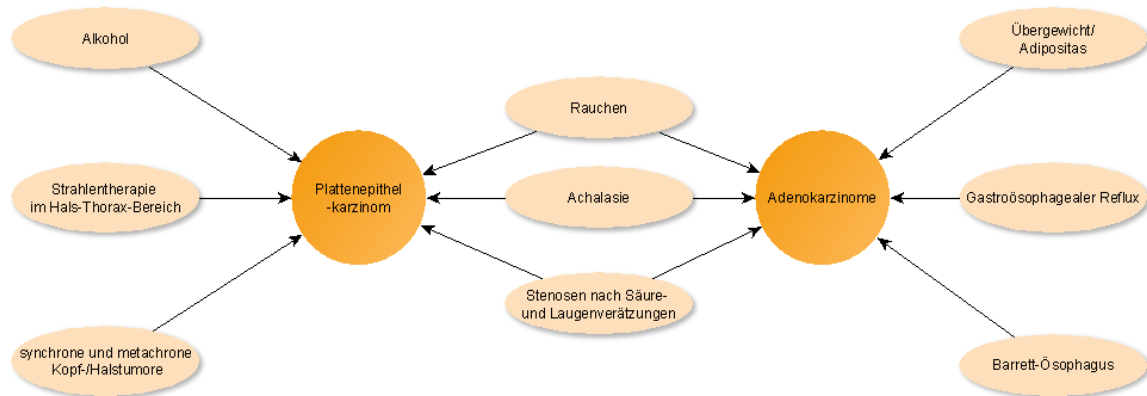 Alkohol
Übergewicht/
Adipositas
Rauchen
Strahlentherapie
im Hals-Thorax-Bereich
Plattenepithel
-karzinom
Achalasie
Adenokarzinome
Gastroösophagealer Reflux
Stenosen nach Säure-
und Laugenverätzungen
synchrone und metachrone
Kopf-/Halstumore
Barrett-Ösophagus